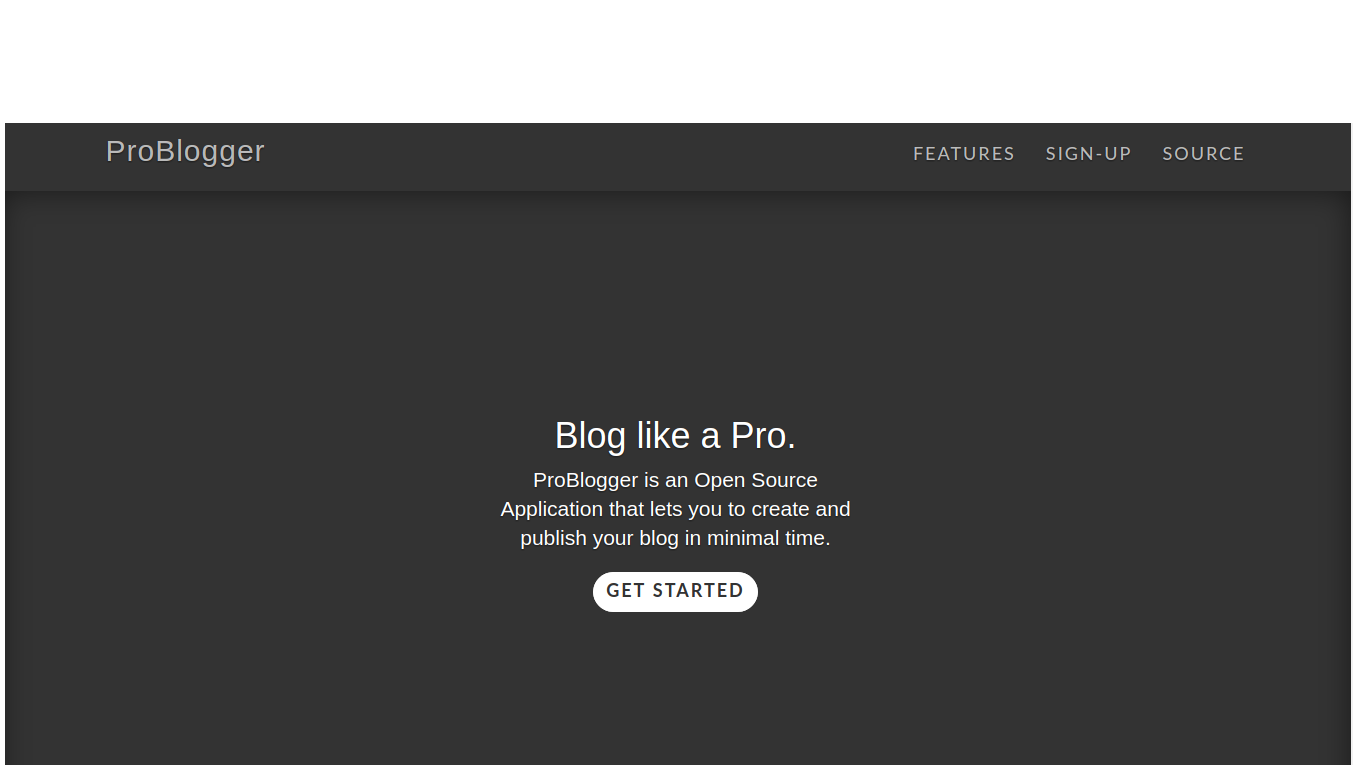 ProBlogger
FEATURES SIGN-UP SOURCE
Blog like a Pro.
ProBlogger is an Open Source
Application that lets you to create and
publish your blog in minimal time.
GET STARTED